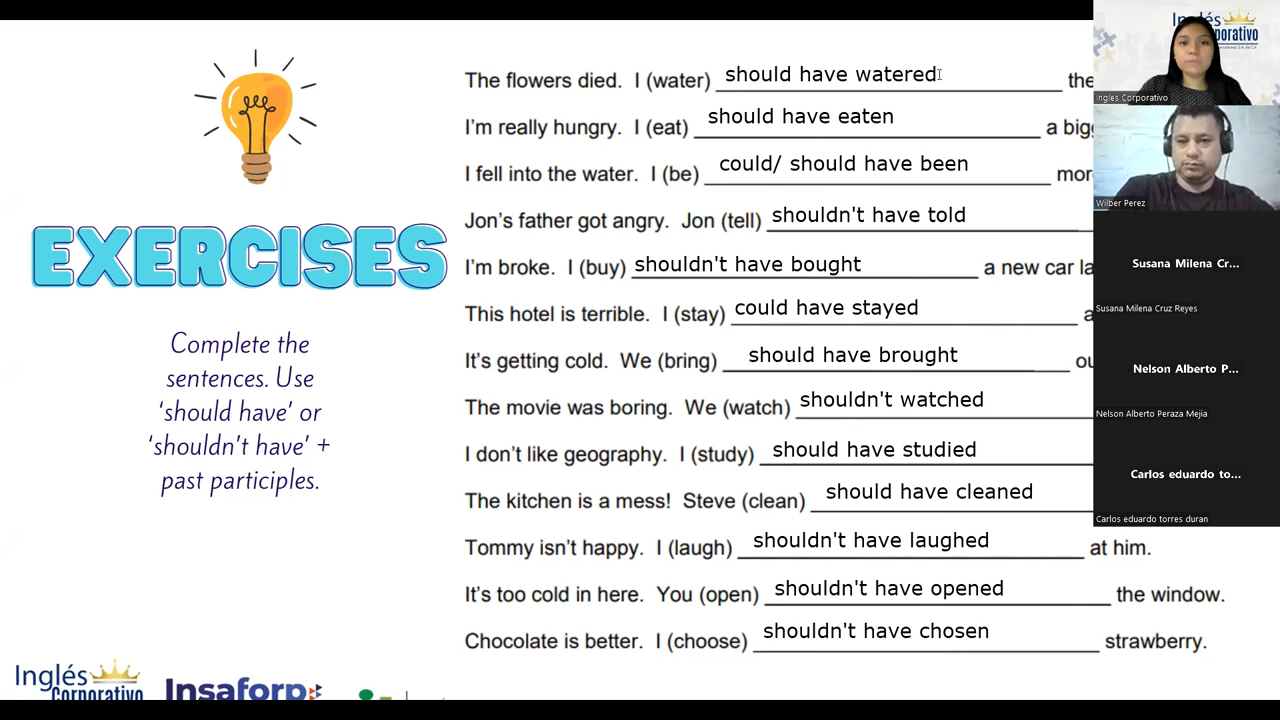 The flowers died. I (water) should have watered the
I'm really hungry. I (eat) should have eaten a big
I fell into the water. I (be) could/ should have been mor
Jon's father got angry. Jon (tell) shouldn't have told
I'm broke. I (buy) shouldn't have bought a new car la
This hotel is terrible. I (stay) could have stayed a
It's getting cold. We (bring) should have brought ou
The movie was boring. We (watch) shouldn't watched
I don't like geography. I (study) should have studied
The kitchen is a mess! Steve (clean) should have cleaned
Tommy isn't happy. I (laugh) shouldn't have laughed at him.
It's too cold in here. You (open) shouldn't have opened the window.
Chocolate is better. I (choose) shouldn't have chosen strawberry.
EXERCISES
Complete the
sentences. Use
'should have' or
'shouldn't have' +
past participles.
Inglés
Corporativo
Insaforp
Inglés
Inglés Corporativo
Wilber Perez
Susana Milena Cr...
Susana Milena Cruz Reyes
Nelson Alberto P...
Nelson Alberto Peraza Mejia
Carlos eduardo to...
Carlos eduardo torres duran